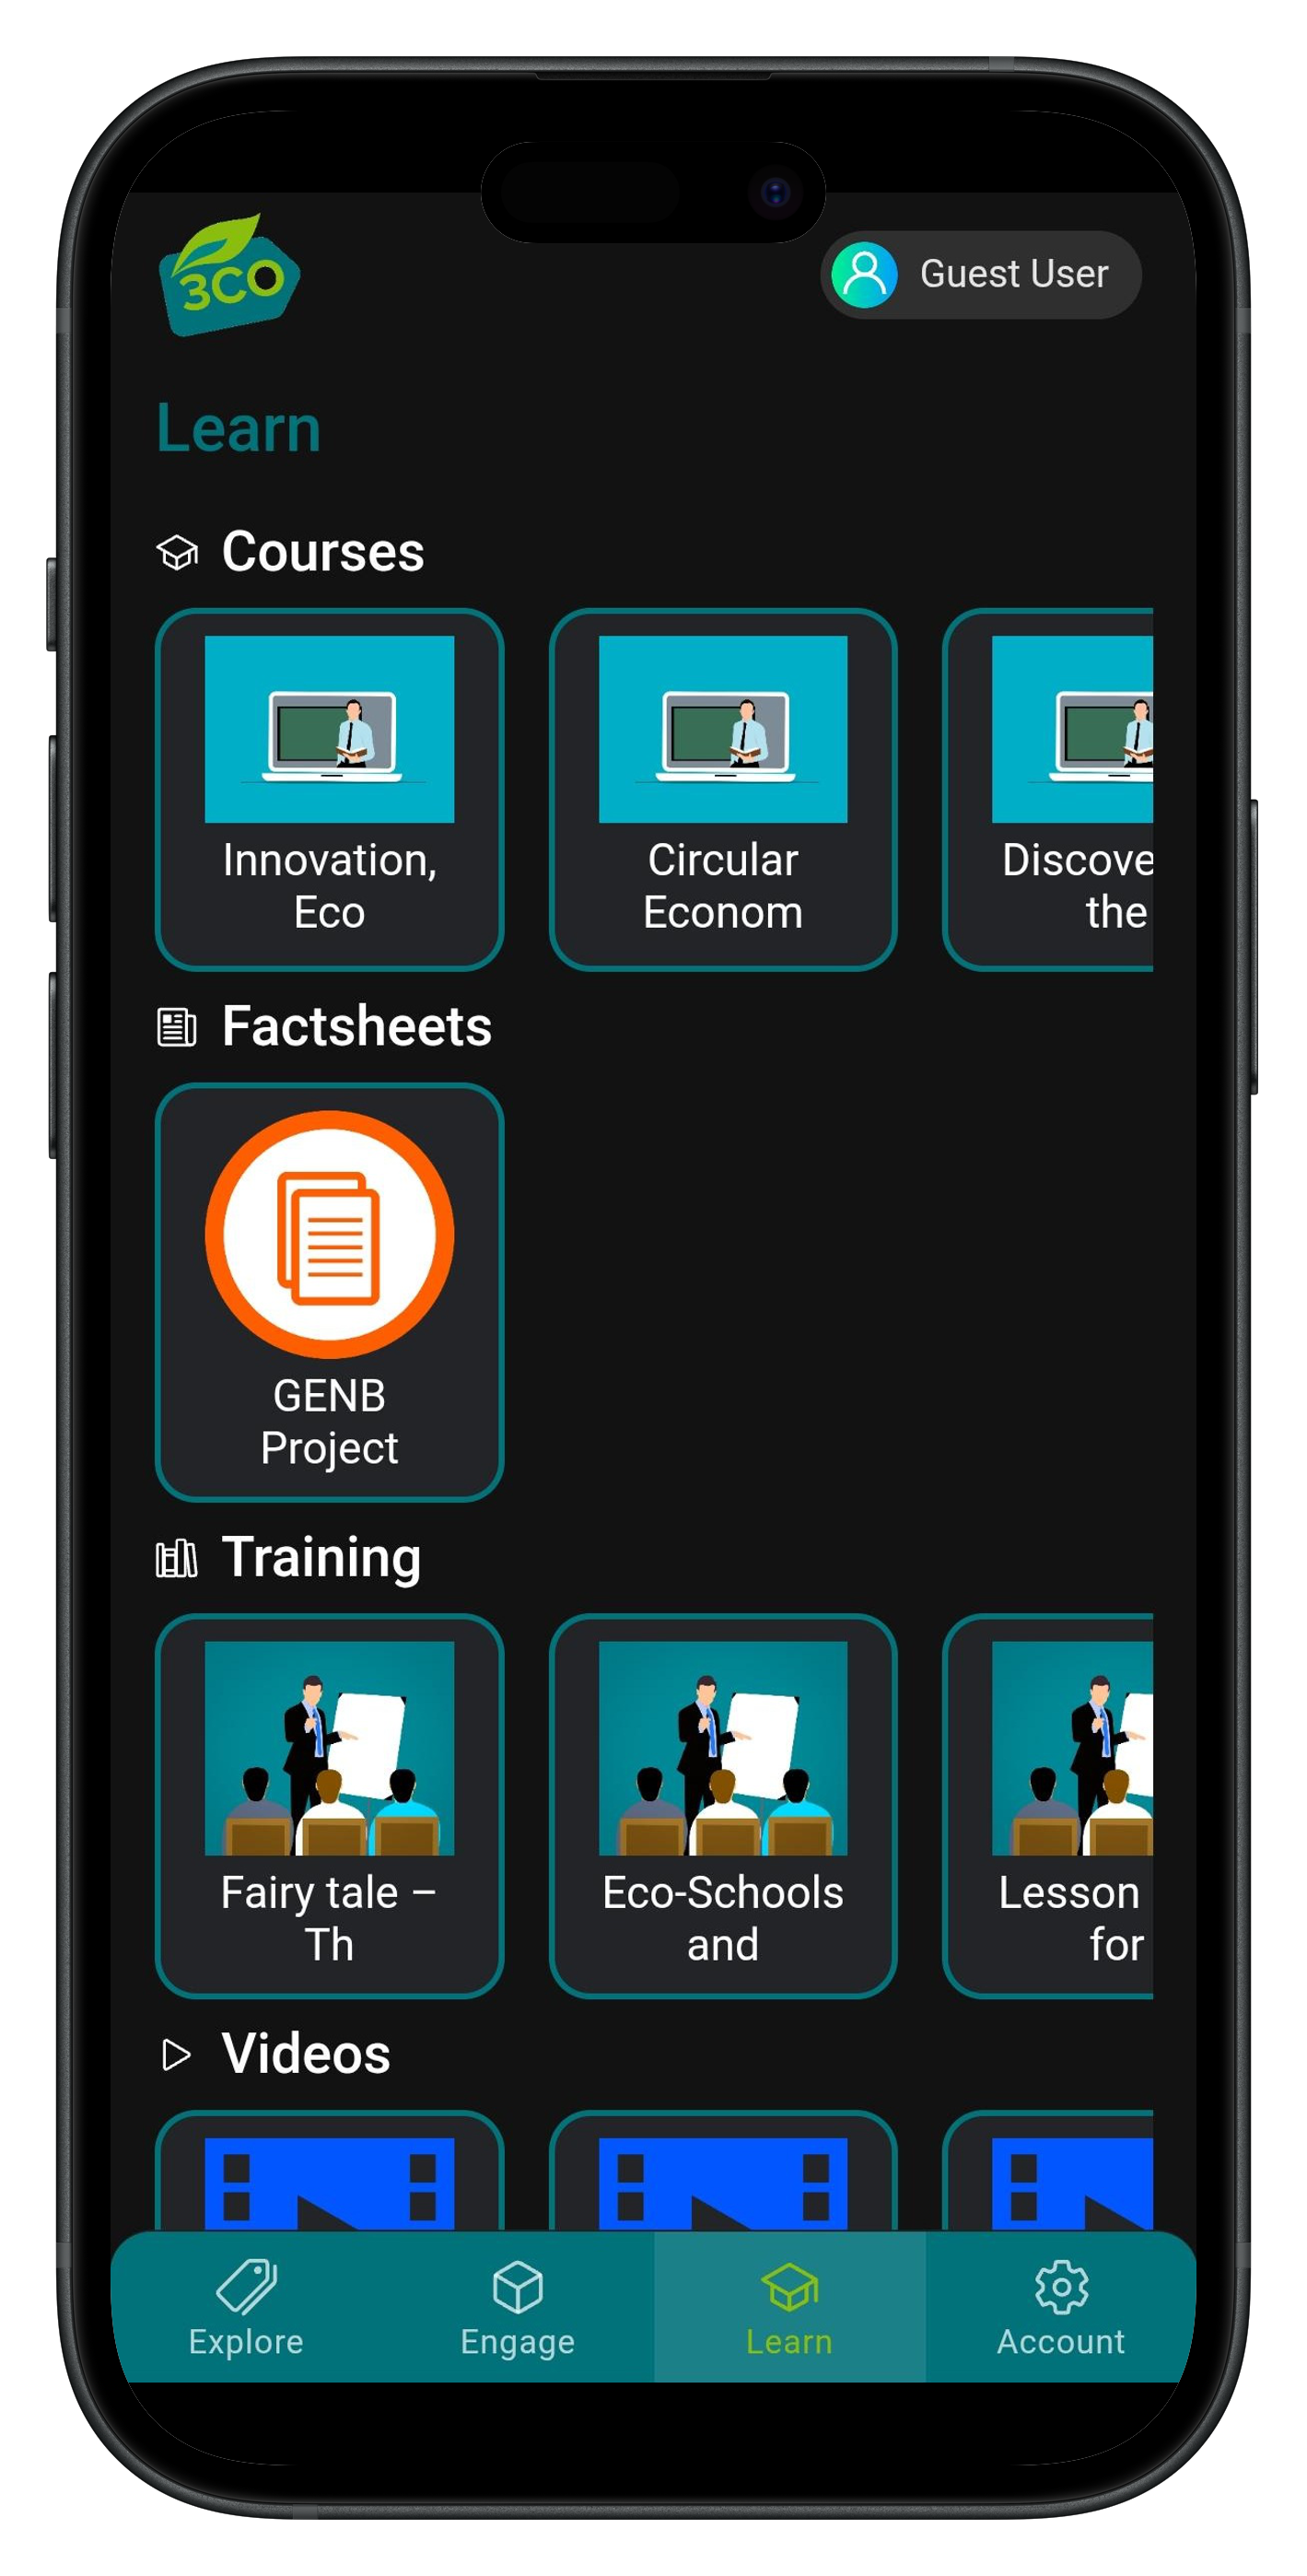 3CO
Guest User
Learn
Courses
Innovation,
Eco
Circular
Econom
Discove
the
Factsheets
GENB
Project
Training
Fairy tale –
Th
Eco-Schools
and
Lesson
for
Videos
Explore
Engage
Learn
Account